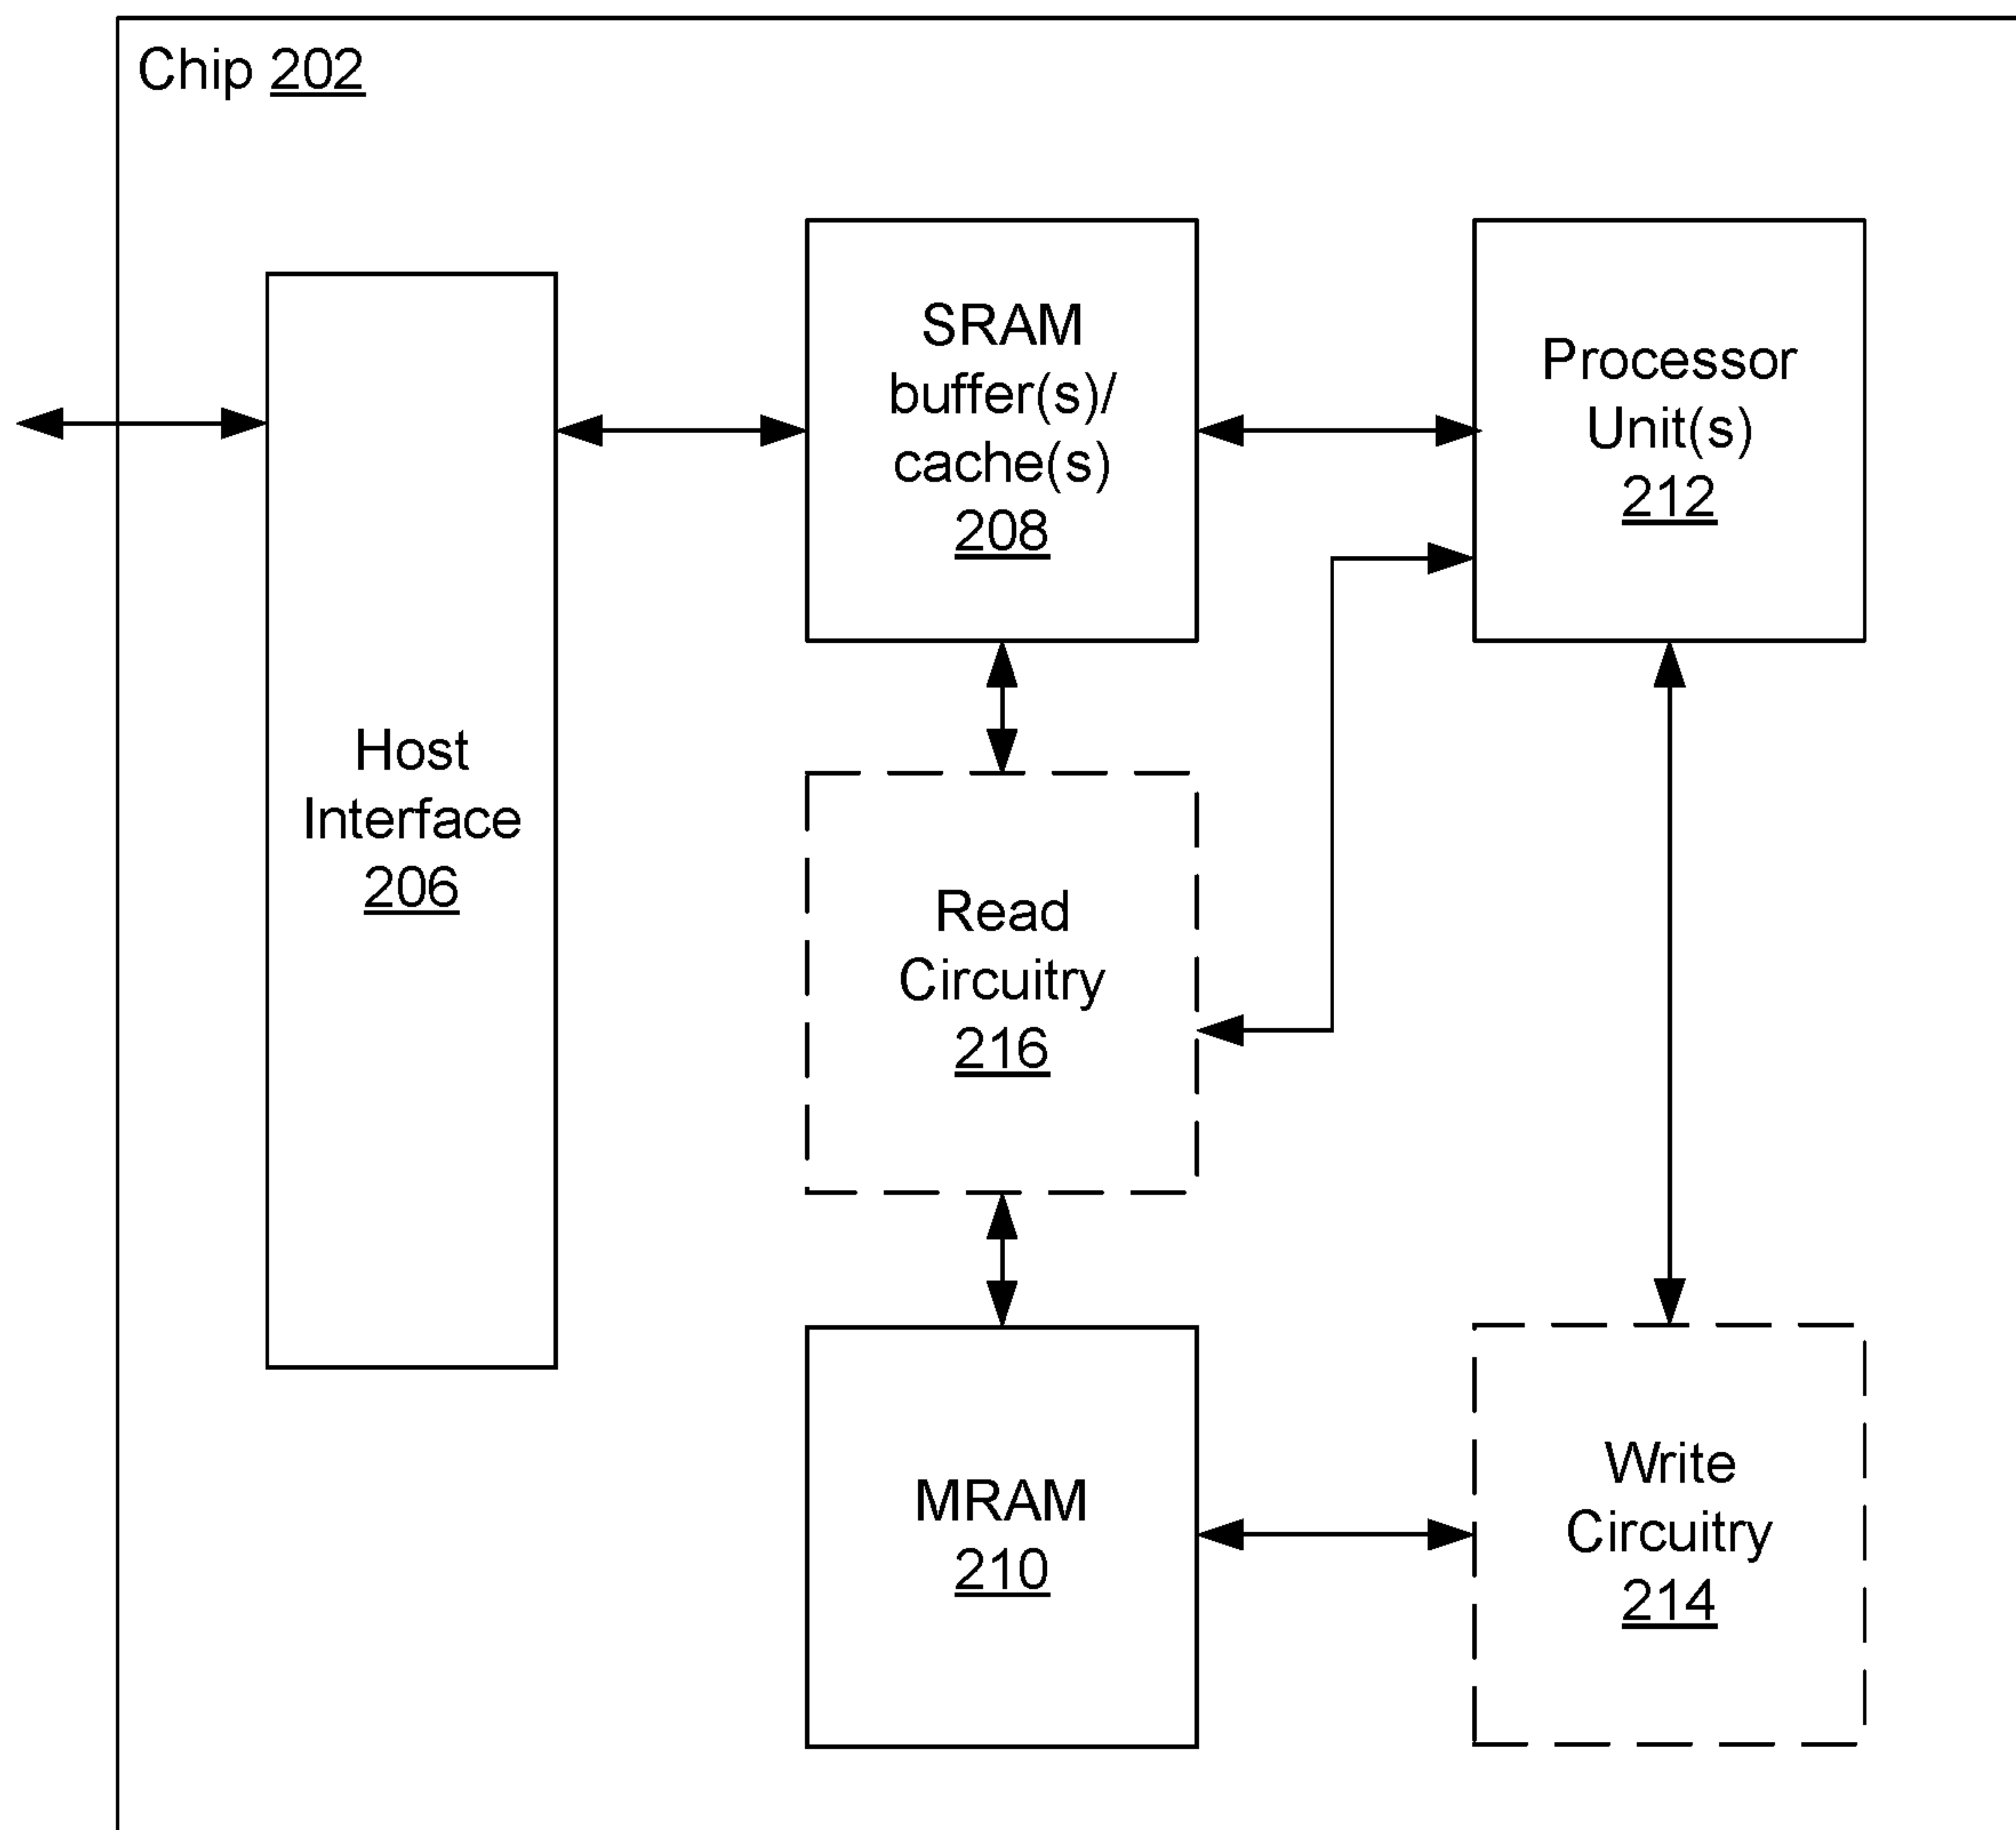 Chip 202
SRAM
buffer(s)/
cache(s)
208
Processor
Unit(s)
212
Host
Interface
206
Read
Circuitry
216
MRAM
210
Write
Circuitry
214